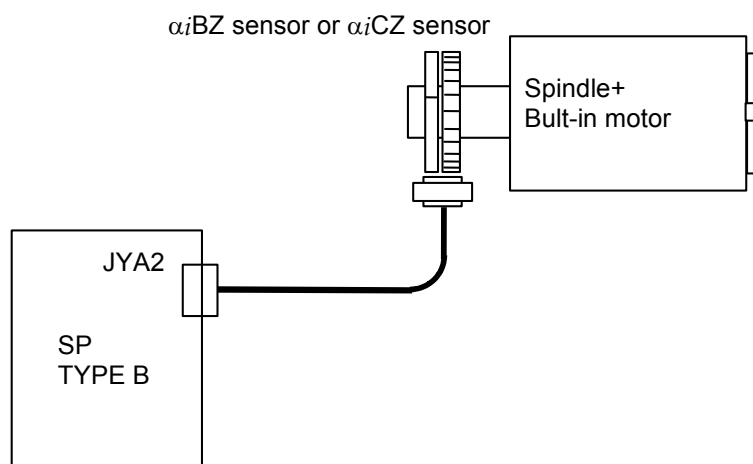 αiBZ sensor or αiCZ sensor
Spindle+
Bult-in motor
JYA2
SP
TYPE B